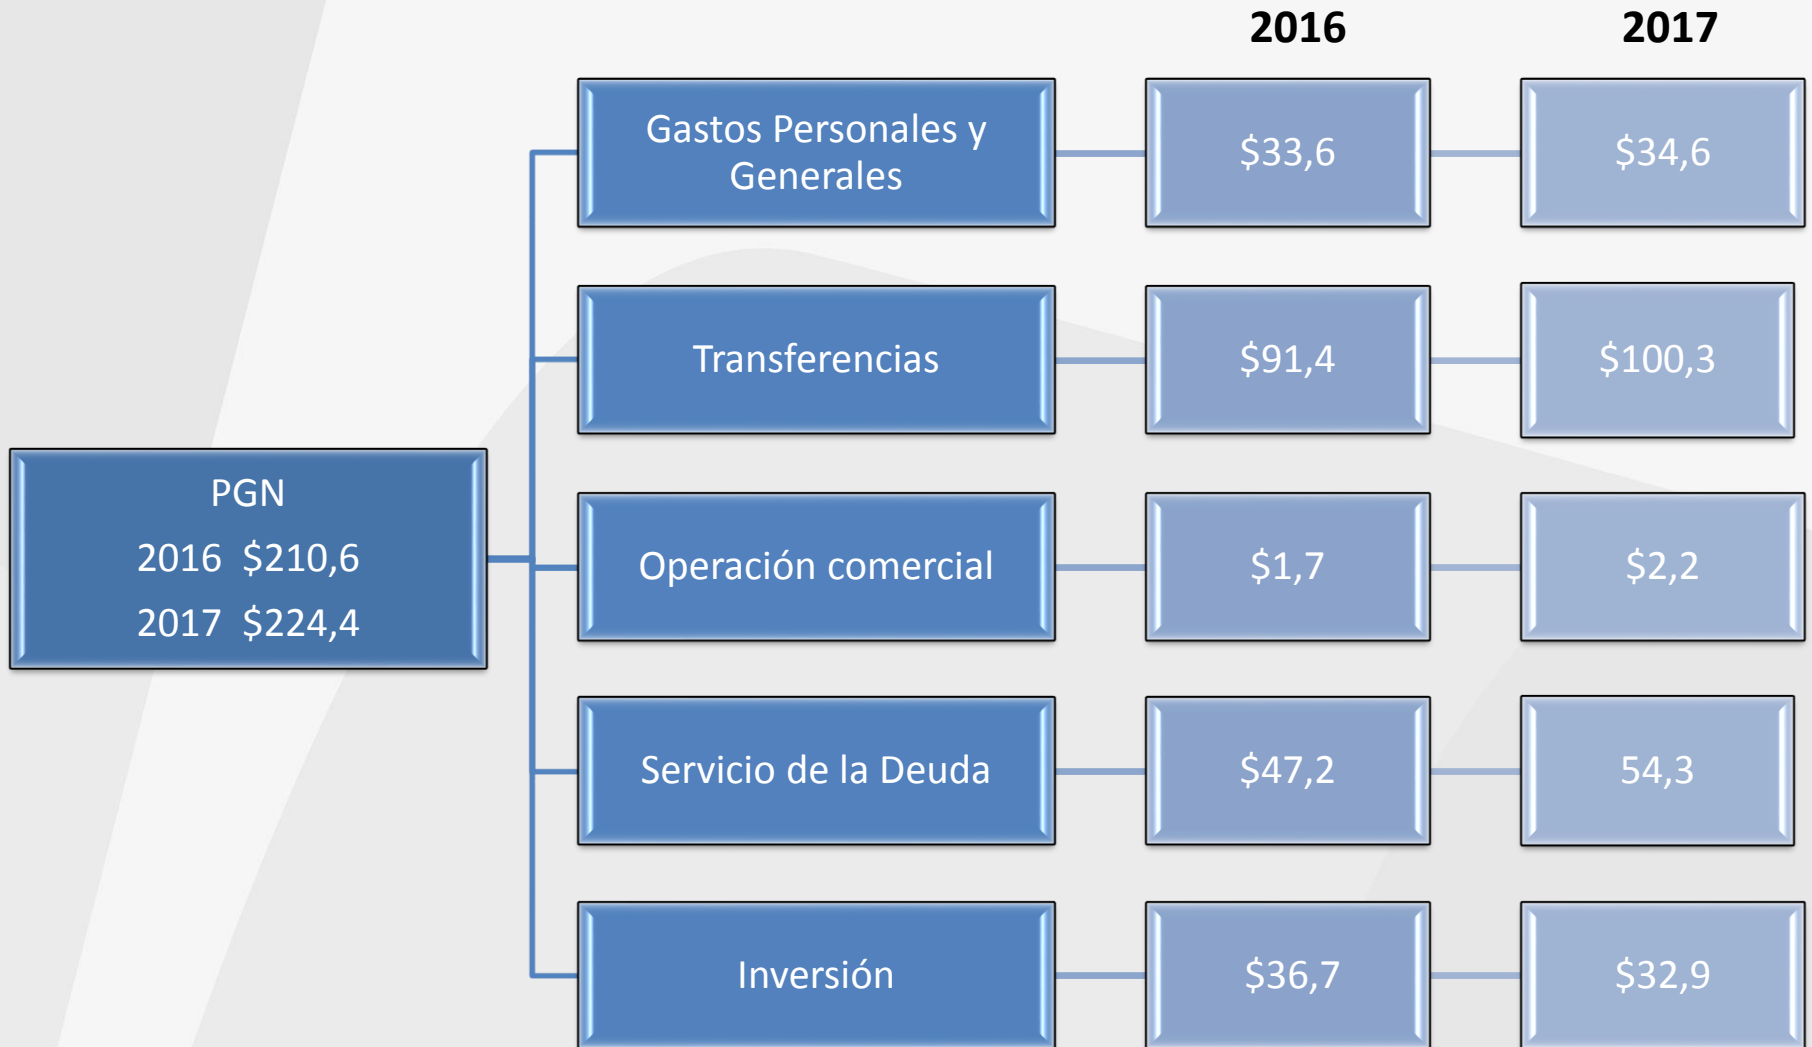 2016 2017
Gastos Personales y
Generales
$33,6
$34,6
Transferencias
$91,4
$100,3
PGN
2016 $210,6
2017 $224,4
Operación comercial
$1,7
$2,2
Servicio de la Deuda
$47,2
54,3
Inversión
$36,7
$32,9